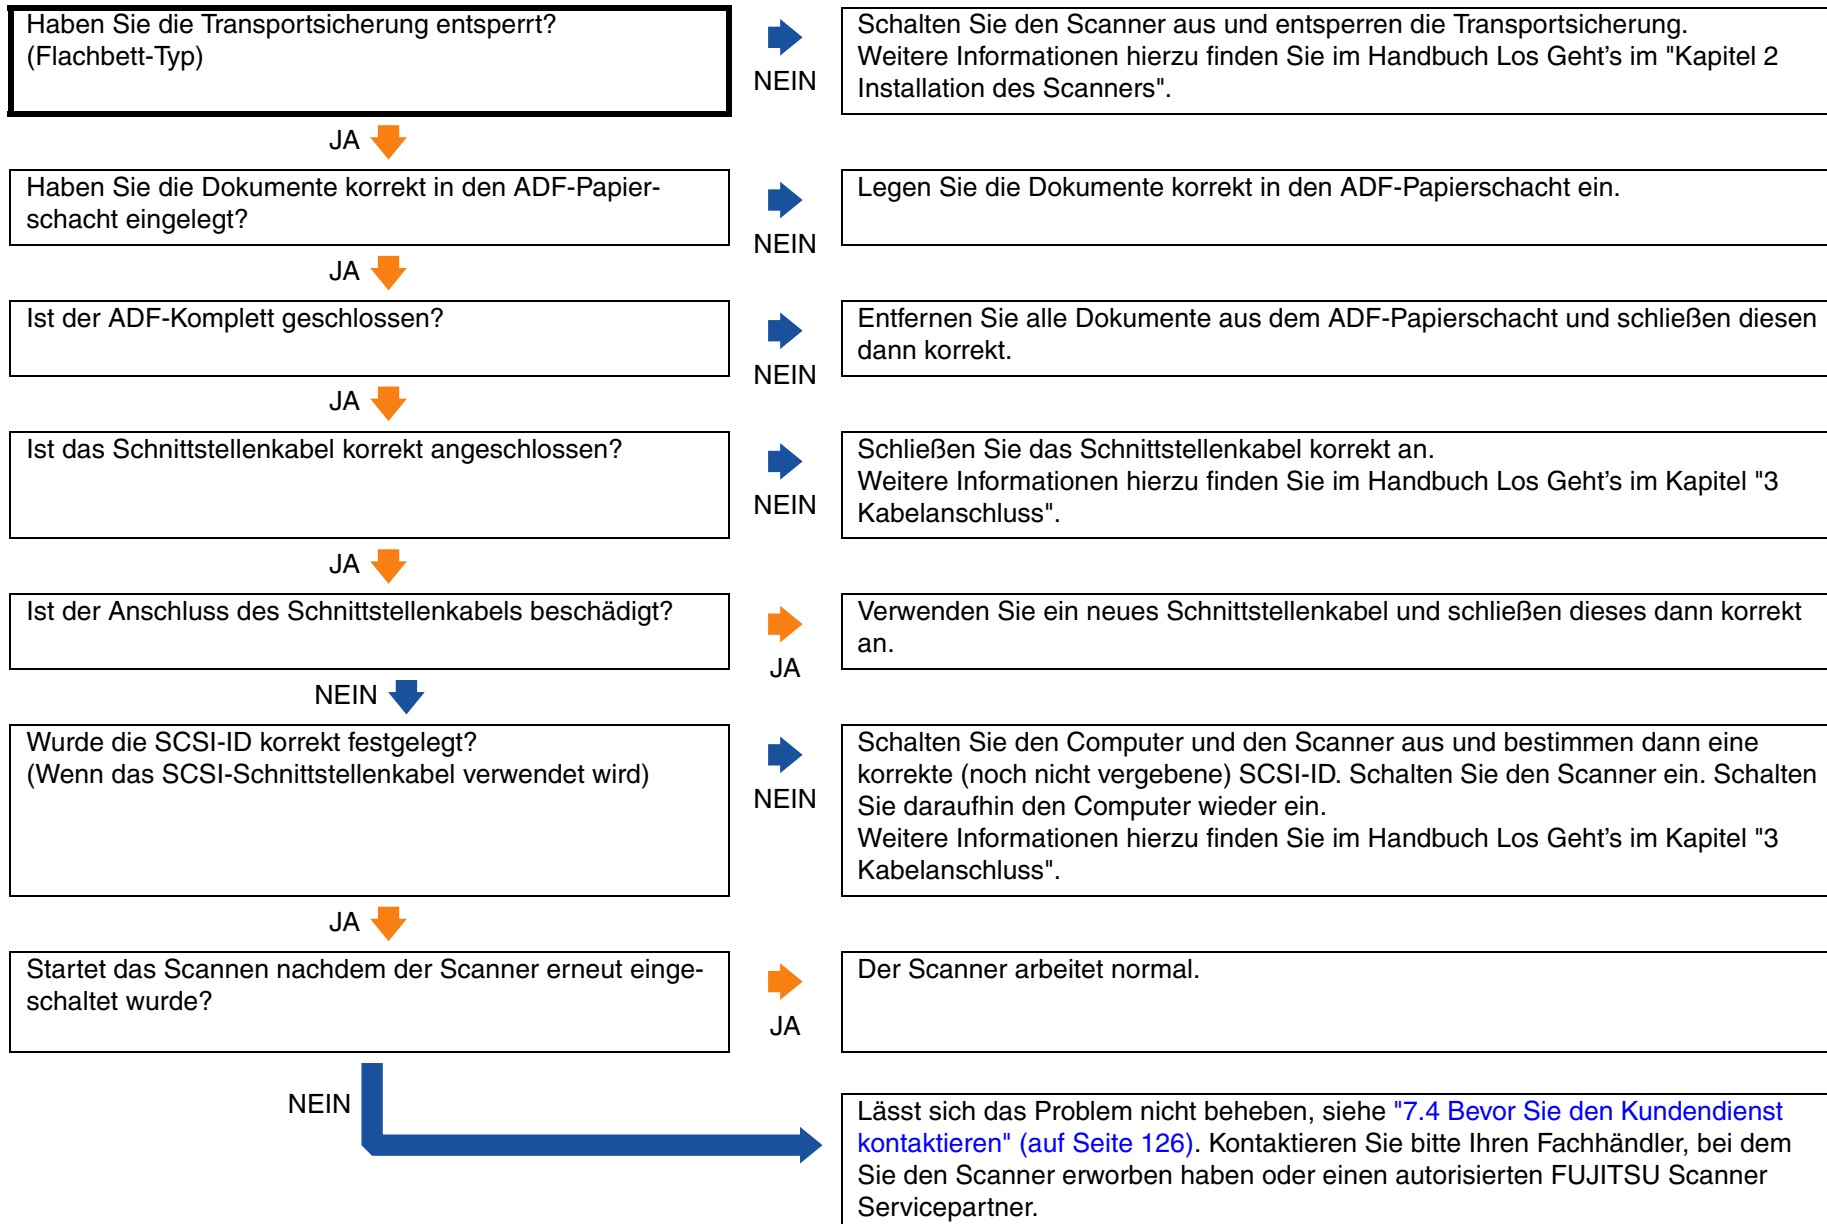 Haben Sie die Transportsicherung entsperrt?
(Flachbett-Typ)
NEIN
Schalten Sie den Scanner aus und entsperren die Transportsicherung.
Weitere Informationen hierzu finden Sie im Handbuch Los Geht’s im "Kapitel 2
Installation des Scanners".
JA
Haben Sie die Dokumente korrekt in den ADF-Papier-
schacht eingelegt?
NEIN
Legen Sie die Dokumente korrekt in den ADF-Papierschacht ein.
JA
Ist der ADF-Komplett geschlossen?
NEIN
Entfernen Sie alle Dokumente aus dem ADF-Papierschacht und schließen diesen
dann korrekt.
JA
Ist das Schnittstellenkabel korrekt angeschlossen?
NEIN
Schließen Sie das Schnittstellenkabel korrekt an.
Weitere Informationen hierzu finden Sie im Handbuch Los Geht’s im Kapitel "3
Kabelanschluss".
JA
Ist der Anschluss des Schnittstellenkabels beschädigt?
JA
Verwenden Sie ein neues Schnittstellenkabel und schließen dieses dann korrekt
an.
NEIN
Wurde die SCSI-ID korrekt festgelegt?
(Wenn das SCSI-Schnittstellenkabel verwendet wird)
NEIN
Schalten Sie den Computer und den Scanner aus und bestimmen dann eine
korrekte (noch nicht vergebene) SCSI-ID. Schalten Sie den Scanner ein. Schalten
Sie daraufhin den Computer wieder ein.
Weitere Informationen hierzu finden Sie im Handbuch Los Geht’s im Kapitel "3
Kabelanschluss".
JA
Startet das Scannen nachdem der Scanner erneut einge-
schaltet wurde?
JA
Der Scanner arbeitet normal.
NEIN
Lässt sich das Problem nicht beheben, siehe "7.4 Bevor Sie den Kundendienst
kontaktieren" (auf Seite 126). Kontaktieren Sie bitte Ihren Fachhändler, bei dem
Sie den Scanner erworben haben oder einen autorisierten FUJITSU Scanner
Servicepartner.